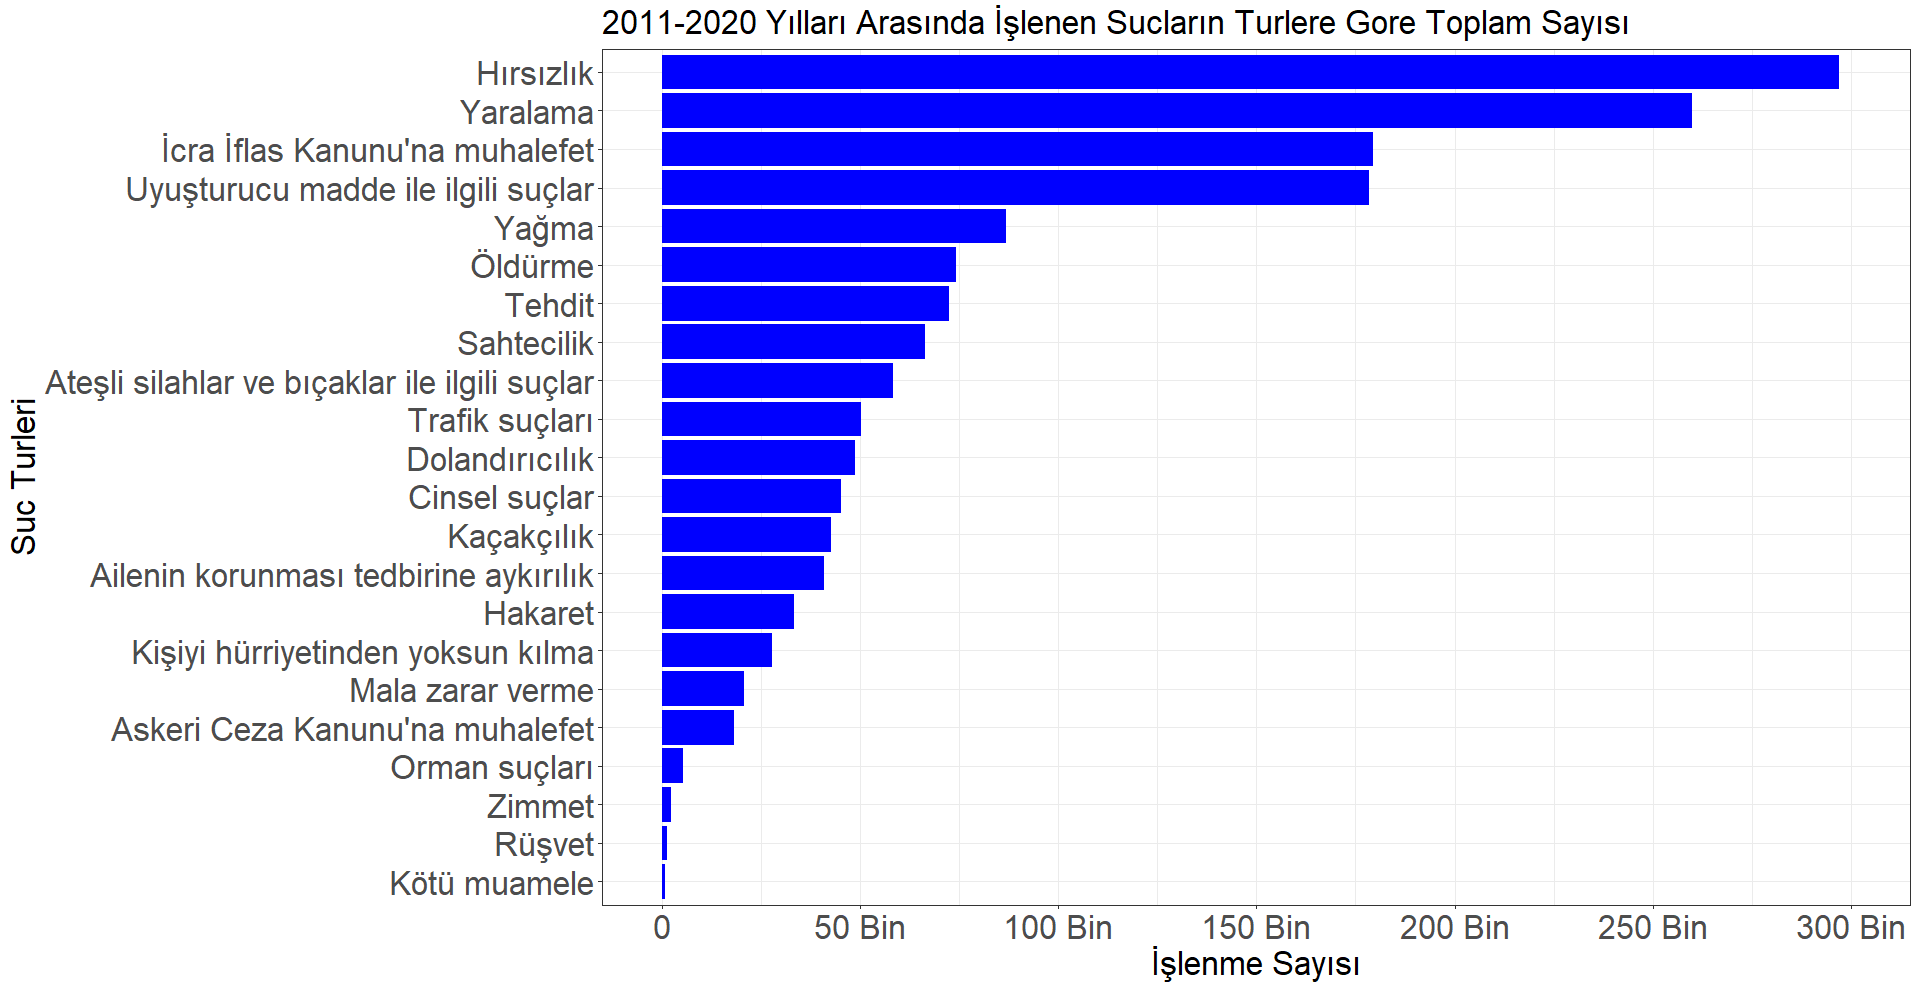 2011-2020 Yılları Arasında İşlenen Sucların Turlere Gore Toplam Sayısı
Suc Turleri
Hırsızlık
Yaralama
İcra İflas Kanunu'na muhalefet
Uyuşturucu madde ile ilgili suçlar
Yağma
Öldürme
Tehdit
Sahtecilik
Ateşli silahlar ve bıçaklar ile ilgili suçlar
Trafik suçları
Dolandırıcılık
Cinsel suçlar
Kaçakçılık
Ailenin korunması tedbirine aykırılık
Hakaret
Kişiyi hürriyetinden yoksun kılma
Mala zarar verme
Askeri Ceza Kanunu'na muhalefet
Orman suçları
Zimmet
Rüşvet
Kötü muamele
0 50 Bin 100 Bin 150 Bin 200 Bin 250 Bin 300 Bin
İşlenme Sayısı